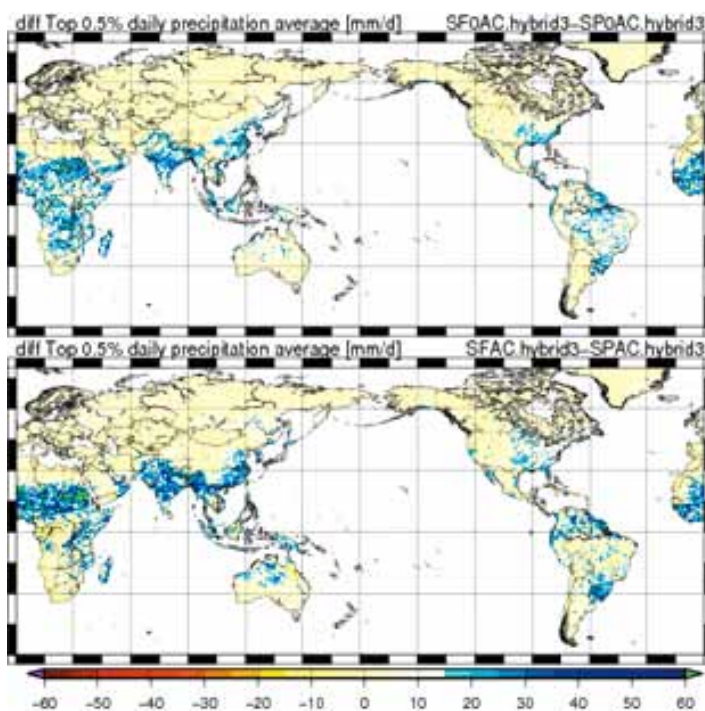 diff Top 0.5% daily precipitation average [mm/d] SF0AC.hybrid3−SP0AC.hybrid3
diff Top 0.5% daily precipitation average [mm/d] SFAC.hybrid3−SPAC.hybrid3
−60 −50 −40 −30 −20 −10 0 10 20 30 40 50 60